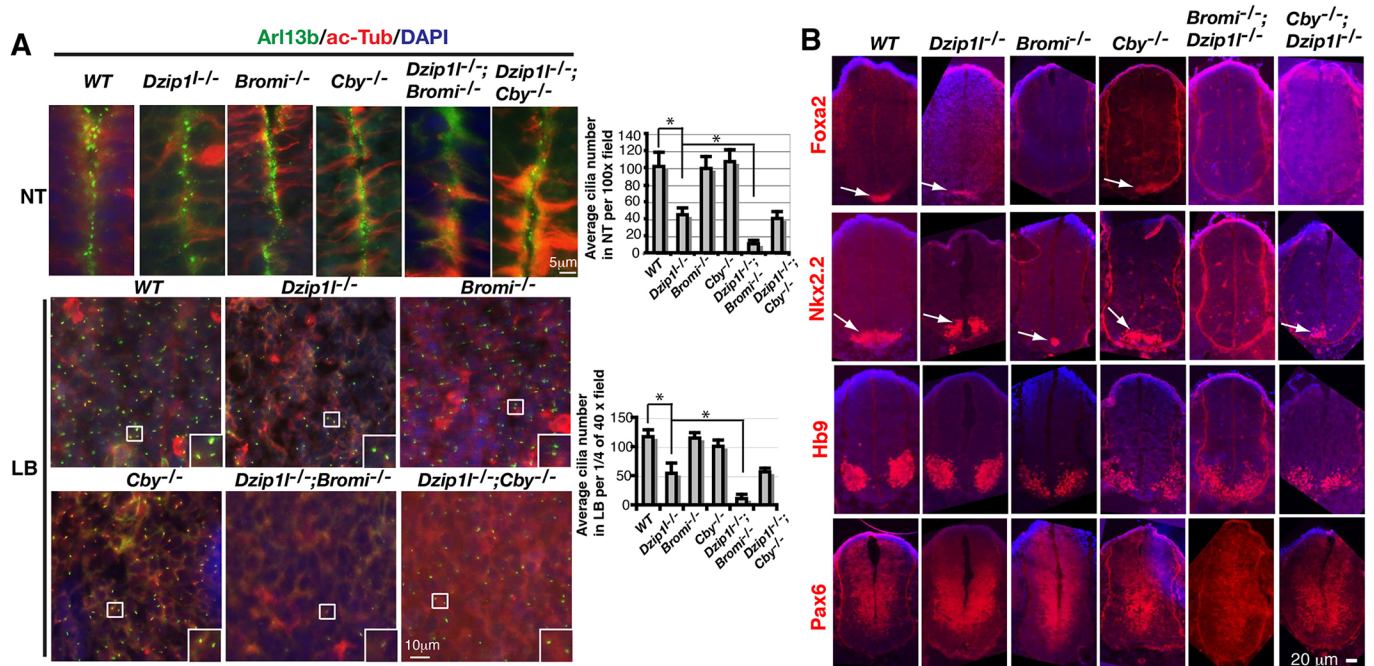 A
Arl13b/ac-Tub/DAPI
WT
Dzip1l-/-
Bromi-/-
Cby-/-
Dzip1l-/-;
Bromi-/-
Dzip1l-/-;
Cby-/-
NT
5μm
Average cilia number
in NT per 100x field
140
120
100
80
60
40
20
0
WT
Dzip1l-/-
Bromi-/-
Cby-/-
Dzip1l-/-;
Bromi-/-
Dzip1l-/-;
Cby-/-
*
*
LB
WT
Dzip1l-/-
Bromi-/-
Cby-/-
Dzip1l-/-;Bromi-/-
Dzip1l-/-;Cby-/-
10μm
Average cilia number
in LB per 1/4 of 40 x field
150
100
50
0
WT
Dzip1l-/-
Bromi-/-
Cby-/-
Dzip1l-/-;
Bromi-/-
Dzip1l-/-;
Cby-/-
*
*
B
WT
Dzip1l-/-
Bromi-/-
Cby-/-
Bromi-/-;
Dzip1l-/-
Cby-/-;
Dzip1l-/-
Foxa2
Nkx2.2
Hb9
Pax6
20 μm